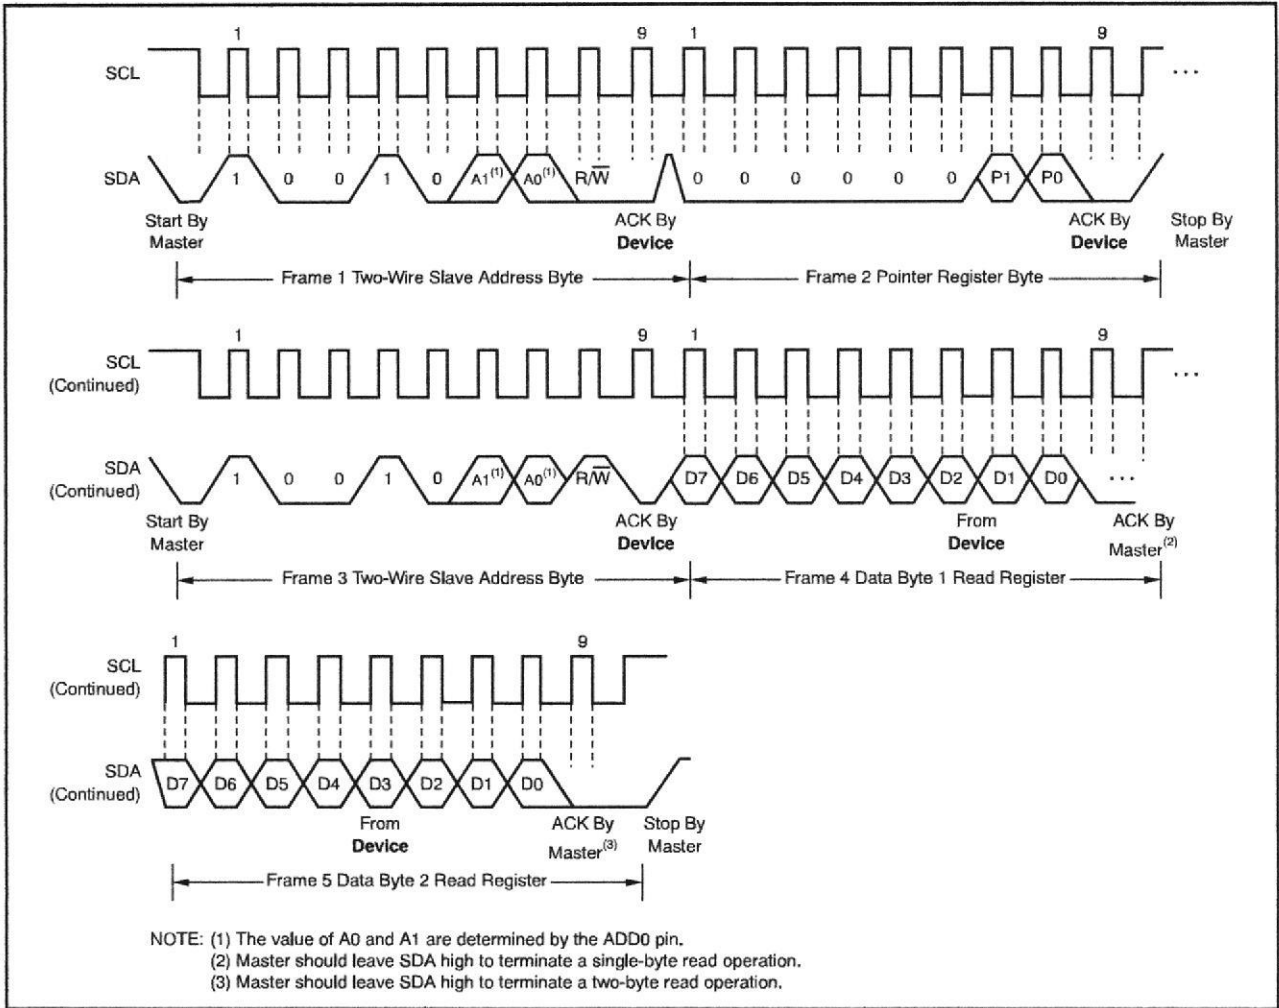 1 9 1 9
SCL ...
SDA 1 0 0 1 0 A1(1) A0(1) R/W 0 0 0 0 0 0 P1 P0
Start By ACK By ACK By Stop By
Master Device Device Master
Frame 1 Two-Wire Slave Address Byte Frame 2 Pointer Register Byte
1 9 1 9
SCL ...
(Continued)
SDA
(Continued) 1 0 0 1 0 A1(1) A0(1) R/W D7 D6 D5 D4 D3 D2 D1 D0 ...
Start By ACK By From ACK By
Master Device Device Master(2)
Frame 3 Two-Wire Slave Address Byte Frame 4 Data Byte 1 Read Register
1 9
SCL
(Continued)
SDA
(Continued) D7 D6 D5 D4 D3 D2 D1 D0
From ACK By Stop By
Device Master(3) Master
Frame 5 Data Byte 2 Read Register
NOTE: (1) The value of A0 and A1 are determined by the ADD0 pin.
(2) Master should leave SDA high to terminate a single-byte read operation.
(3) Master should leave SDA high to terminate a two-byte read operation.